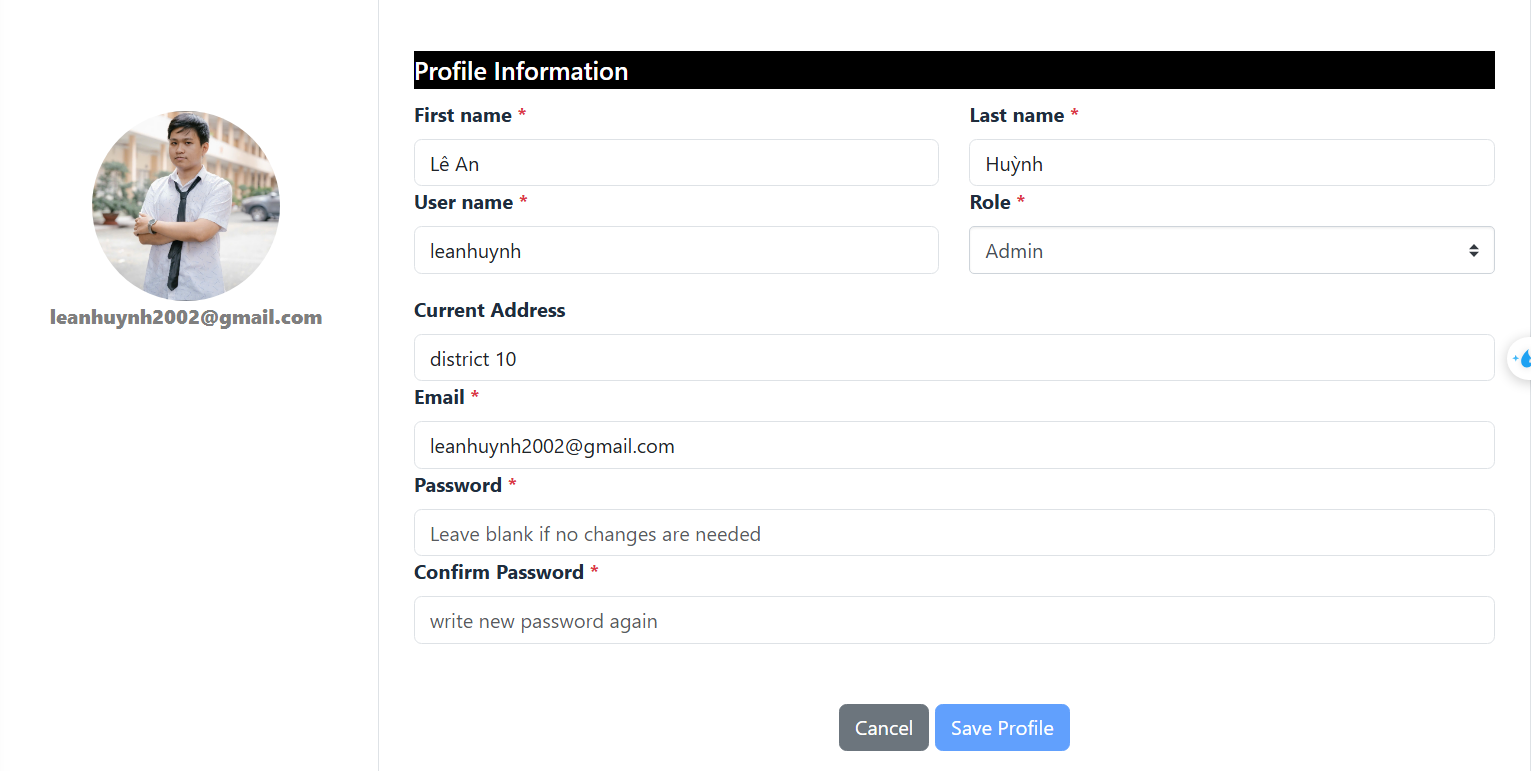 leanhuynh2002@gmail.com
Profile Information
First name *
Last name *
Lê An
Huỳnh
User name *
Role *
leanhuynh
Admin
Current Address
district 10
Email *
leanhuynh2002@gmail.com
Password *
Leave blank if no changes are needed
Confirm Password *
write new password again
Cancel
Save Profile